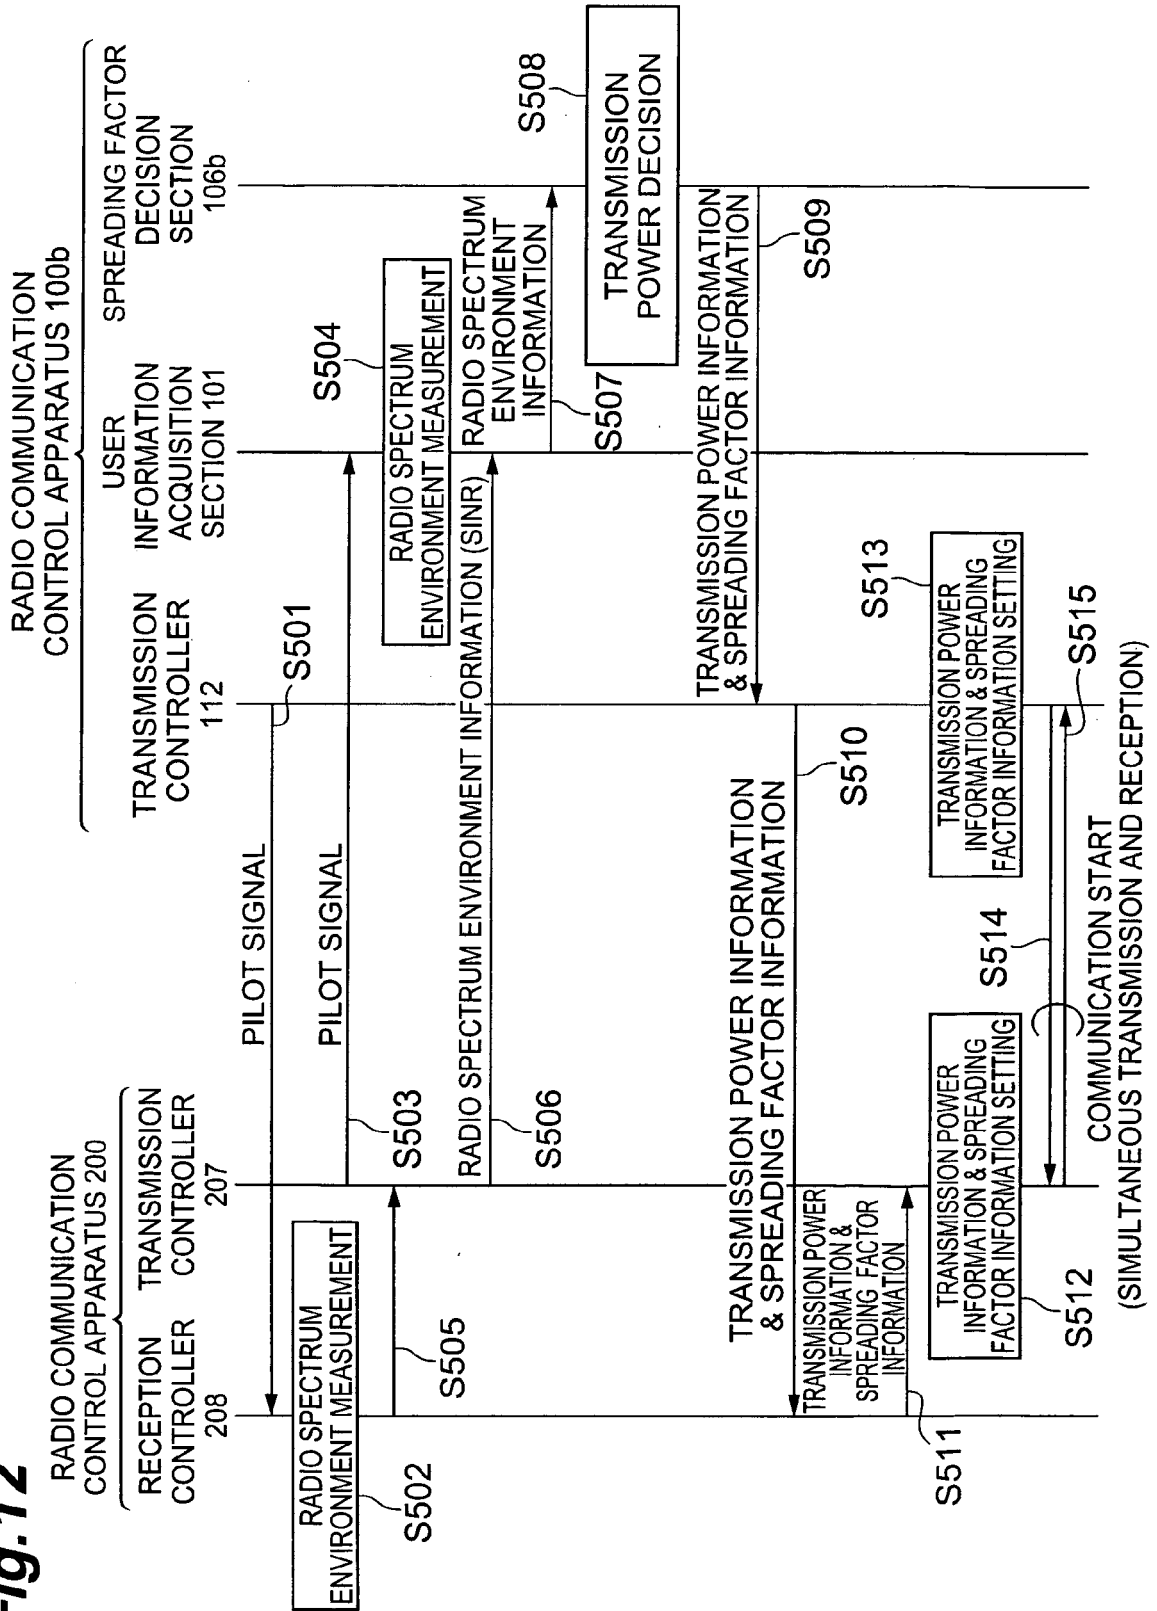 Fig.12
RADIO COMMUNICATION
CONTROL APPARATUS 200
RECEPTION
CONTROLLER
208
TRANSMISSION
CONTROLLER
207
RADIO COMMUNICATION
CONTROL APPARATUS 100b
TRANSMISSION
CONTROLLER
112
USER
INFORMATION
ACQUISITION
SECTION 101
SPREADING FACTOR
DECISION
SECTION
106b
PILOT SIGNAL
S501
RADIO SPECTRUM
ENVIRONMENT MEASUREMENT
S502
PILOT SIGNAL
S503
S504
RADIO SPECTRUM
ENVIRONMENT MEASUREMENT
S505
RADIO SPECTRUM ENVIRONMENT INFORMATION (SINR)
S506
RADIO SPECTRUM
ENVIRONMENT
INFORMATION
S507
S508
TRANSMISSION
POWER DECISION
TRANSMISSION POWER INFORMATION
& SPREADING FACTOR INFORMATION
S509
TRANSMISSION POWER INFORMATION
& SPREADING FACTOR INFORMATION
S510
TRANSMISSION POWER
INFORMATION &
SPREADING FACTOR
INFORMATION
S511
TRANSMISSION POWER
INFORMATION & SPREADING
FACTOR INFORMATION SETTING
S512
S513
TRANSMISSION POWER
INFORMATION & SPREADING
FACTOR INFORMATION SETTING
S514
S515
COMMUNICATION START
(SIMULTANEOUS TRANSMISSION AND RECEPTION)